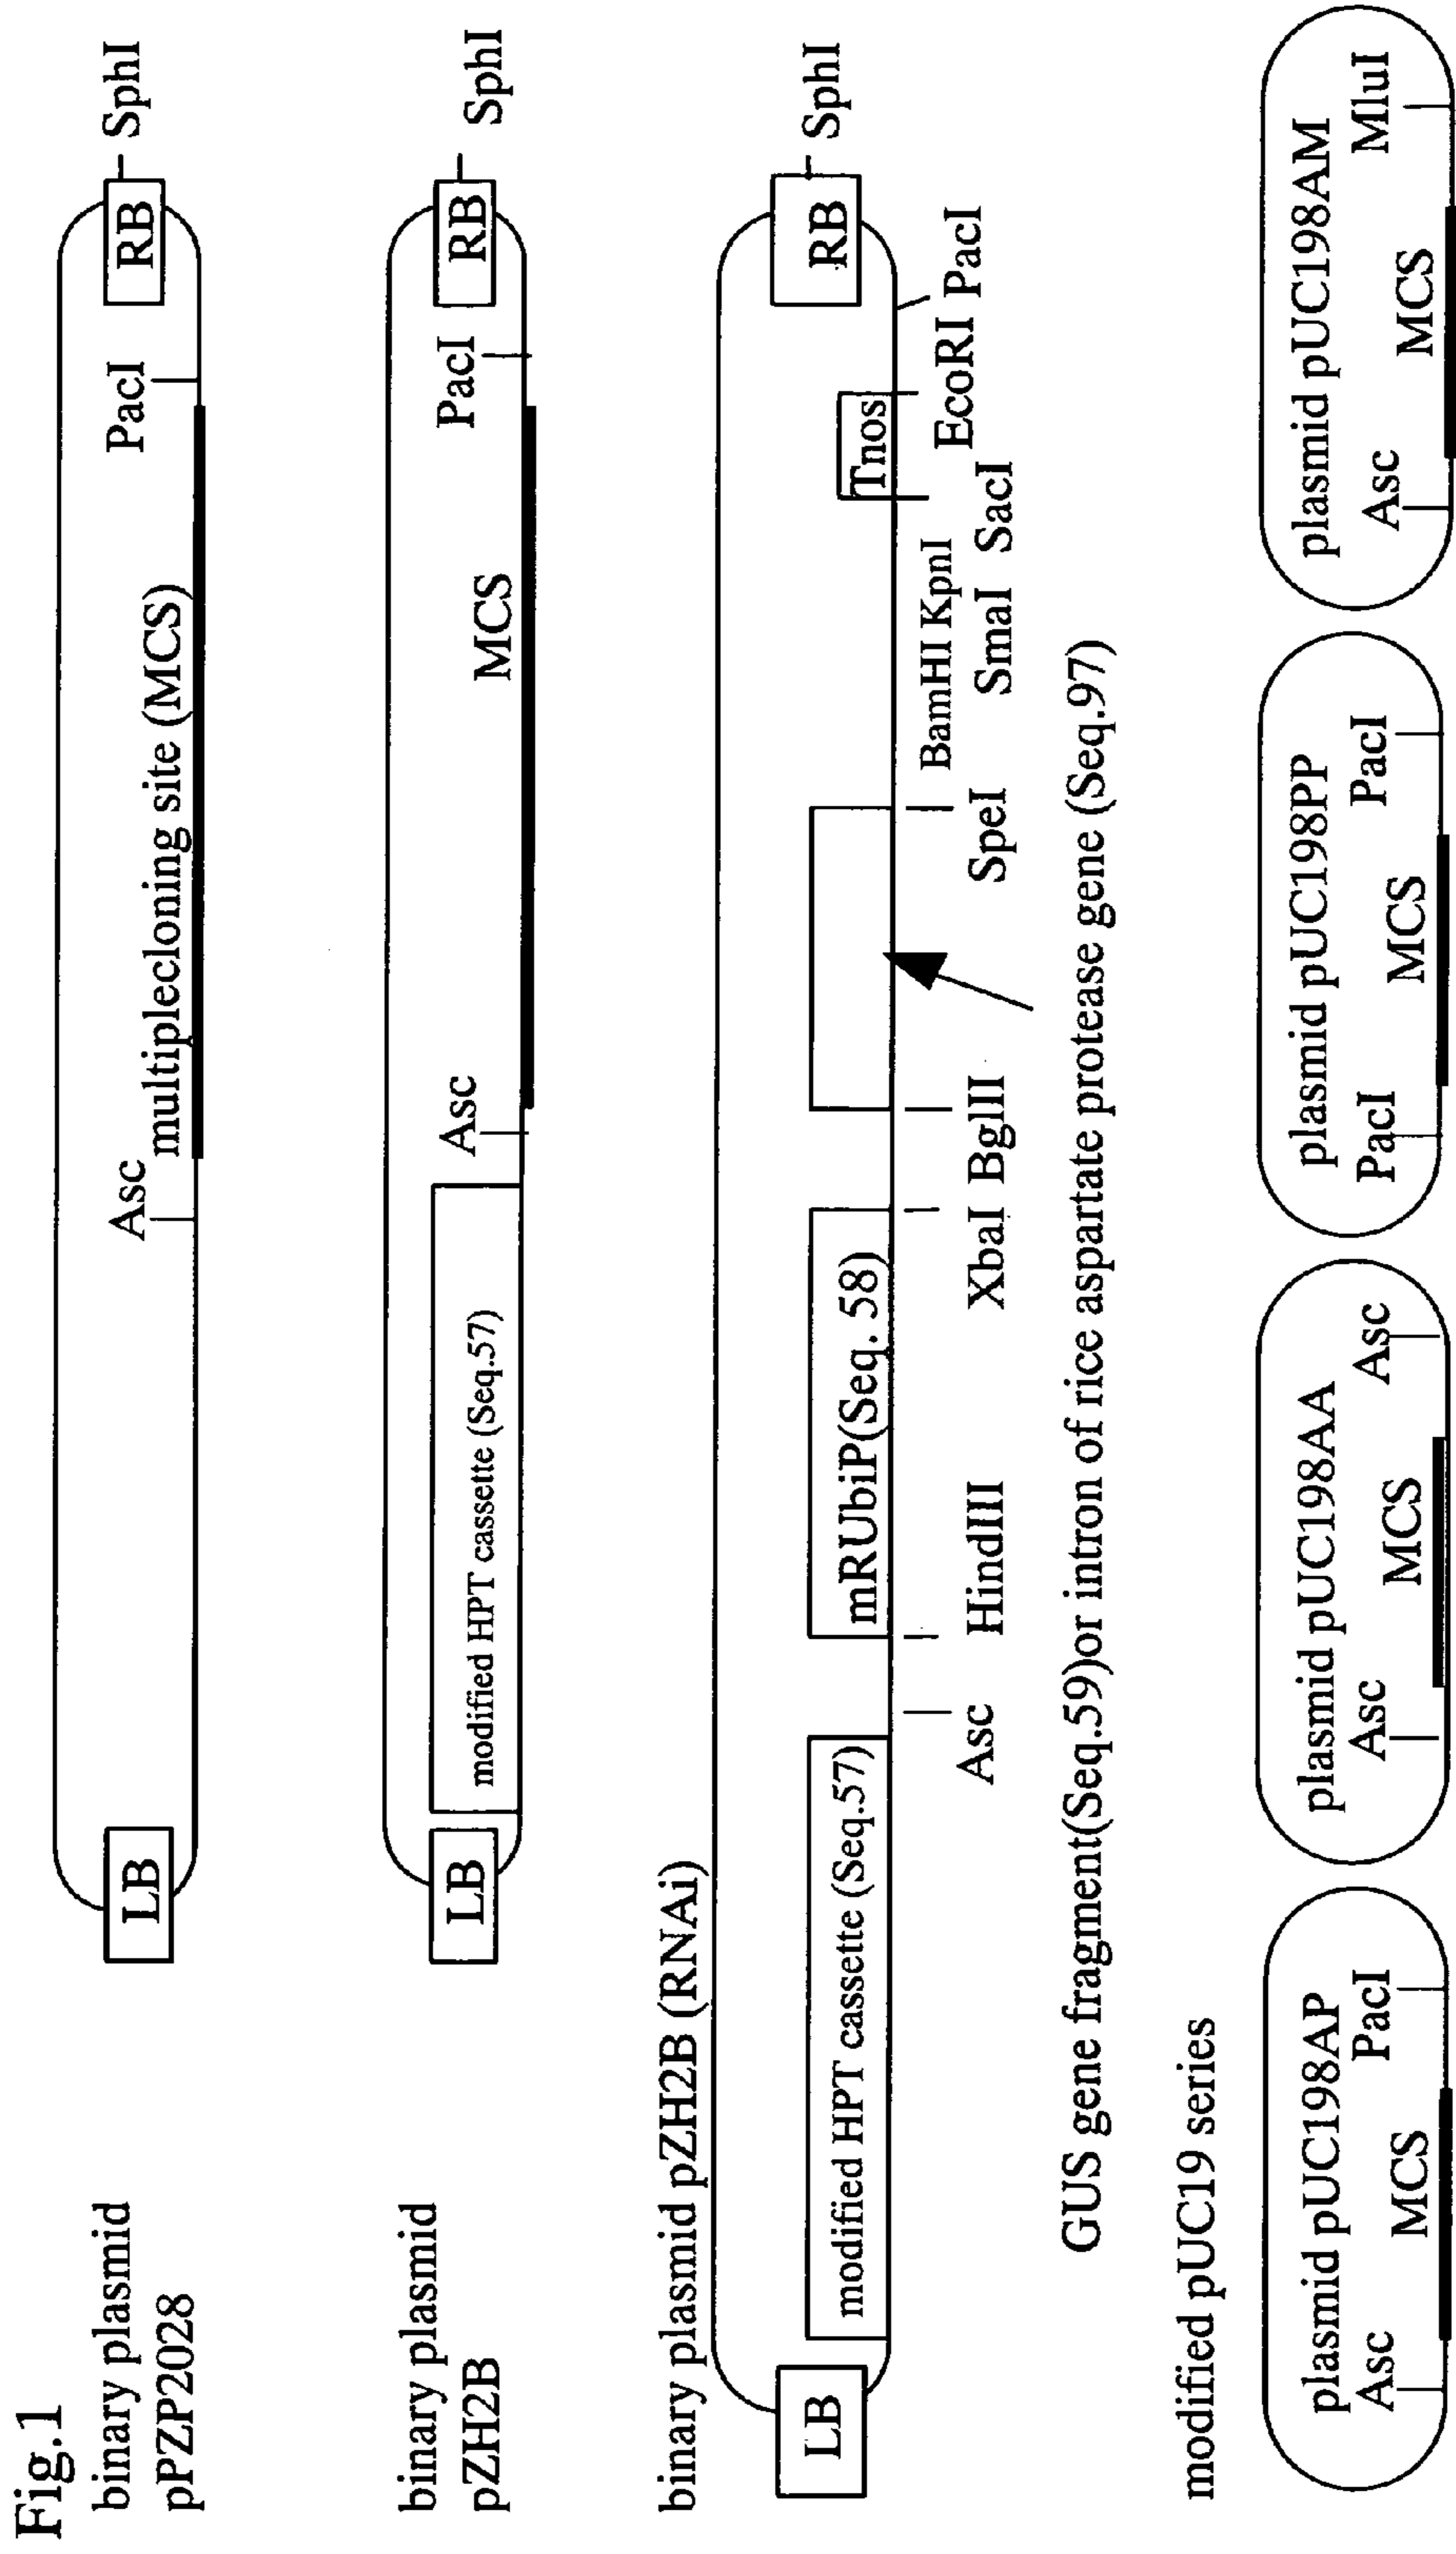 Fig.1
binary plasmid
pPZP2028
LB
Asc
multiplecloning site (MCS)
PacI
RB
SphI
binary plasmid
pZH2B
LB
modified HPT cassette (Seq.57)
Asc
MCS
PacI
RB
SphI
binary plasmid pZH2B (RNAi)
LB
modified HPT cassette (Seq.57)
mRUbiP(Seq. 58)
Tnos
RB
SphI
Asc
HindIII
XbaI BglII
SpeI
BamHI KpnI
SmaI SacI
EcoRI PacI
GUS gene fragment(Seq.59)or intron of rice aspartate protease gene (Seq.97)
modified pUC19 series
plasmid pUC198AP
Asc
MCS
PacI
plasmid pUC198AA
Asc
MCS
Asc
plasmid pUC198PP
PacI
MCS
PacI
plasmid pUC198AM
Asc
MCS
MluI